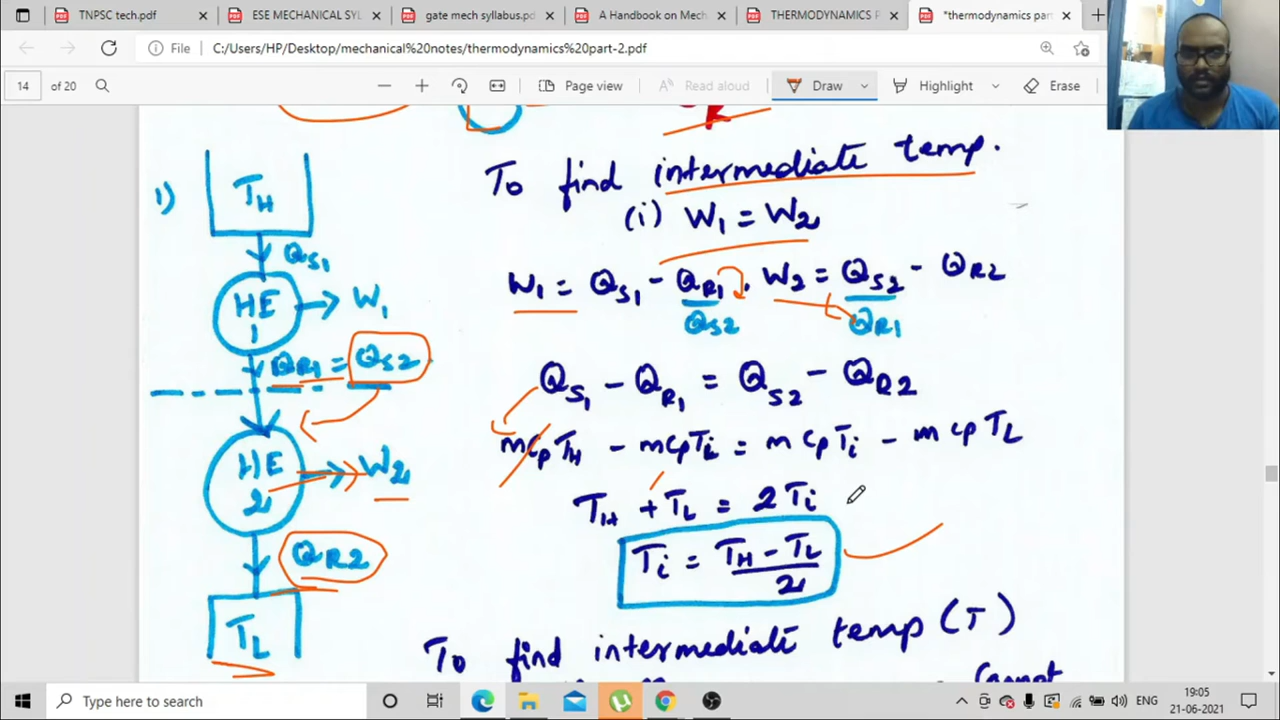 TNPSC tech.pdf
ESE MECHANICAL SYL
gate mech syllabus.pd
A Handbook on Mech
THERMODYNAMICS P
*thermodynamics par
File
C:/Users/HP/Desktop/mechanical%20notes/thermodynamics%20part-2.pdf
14 of 20
Page view
Read aloud
Draw
Highlight
Erase
1)
TH
QS1
HE 1
W1
QR1 = QS2
HE 2
W2
QR2
TL
To find intermediate temp.
(i) W1 = W2
W1 = QS1 - QR1 . W2 = QS2 - QR2
QS2 QR1
QS1 - QR1 = QS2 - QR2
mCpTH - mCpTi = mCpTi - mCpTL
TH + TL = 2Ti
Ti = TH - TL
2
To find intermediate temp (T)
Cannot
Type here to search
ENG
19:05
21-06-2021